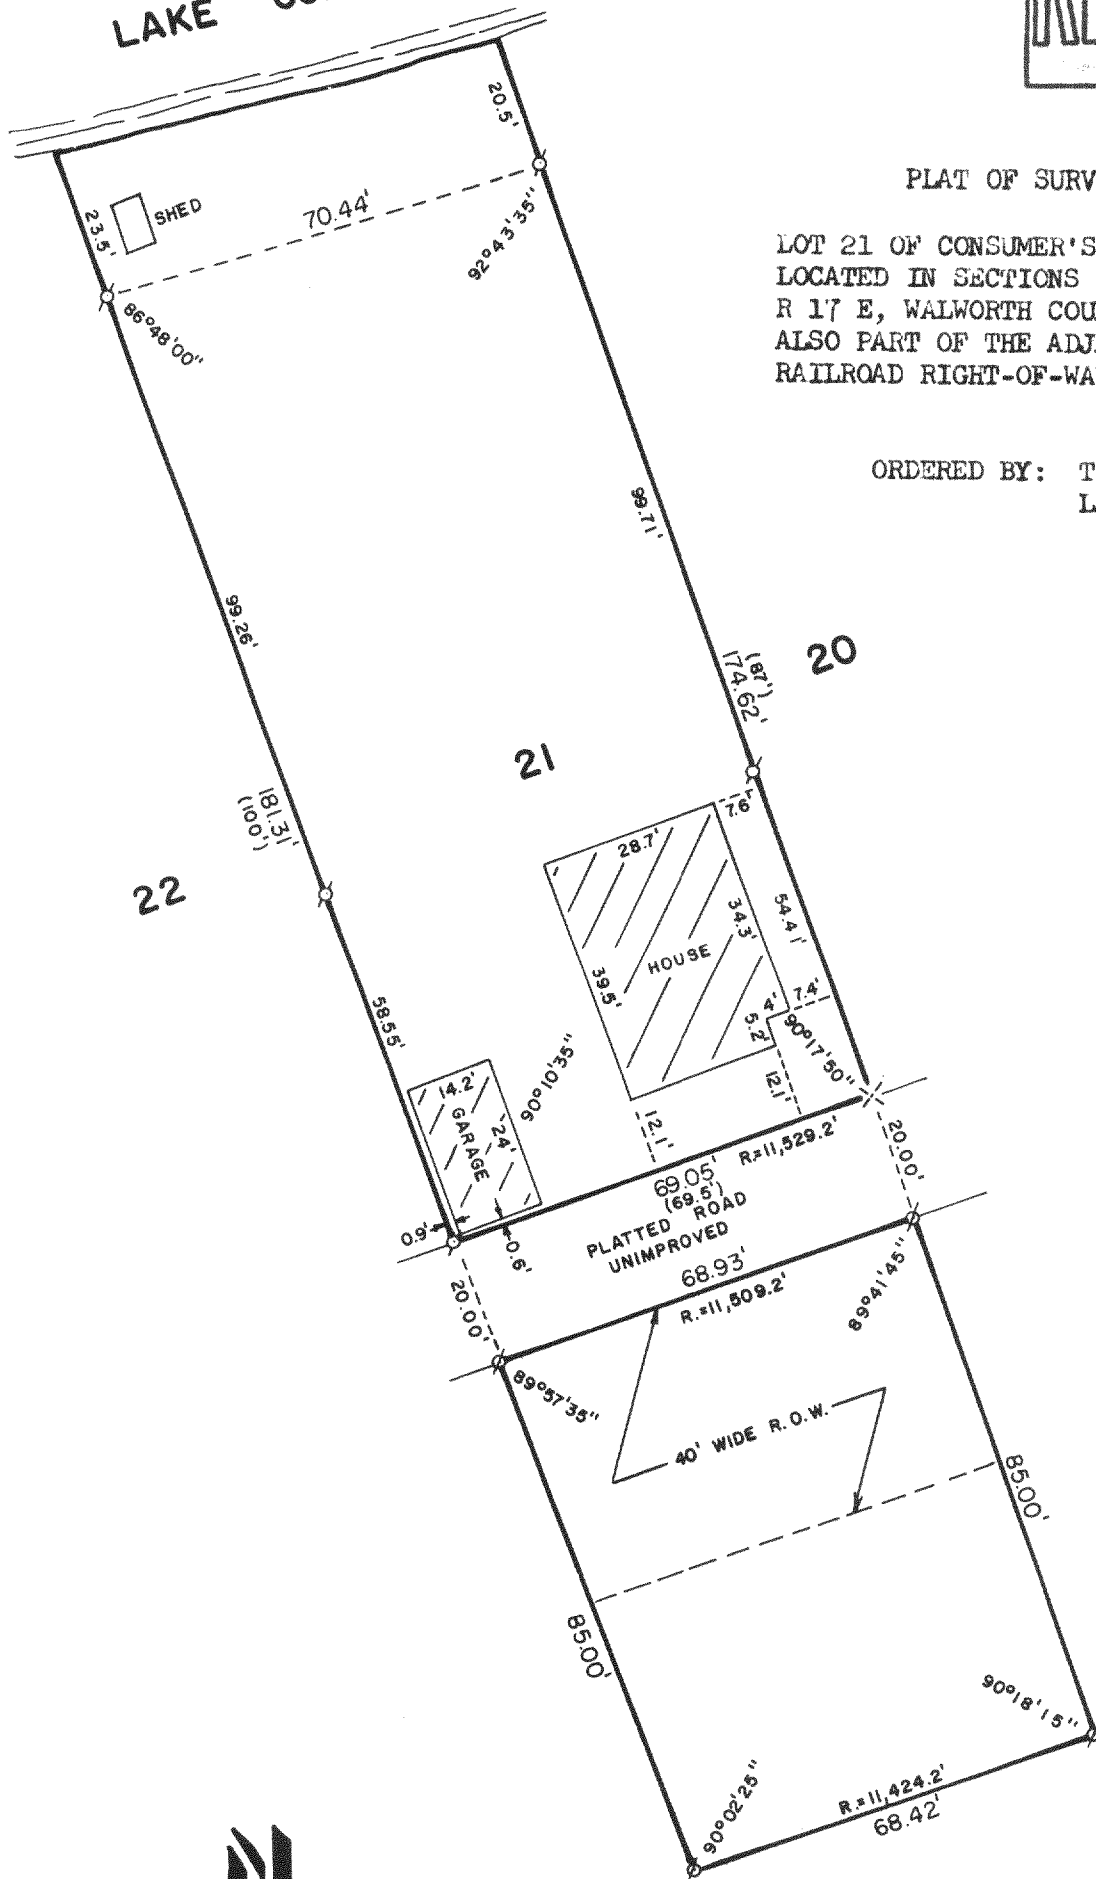 LAKE
20.5'
PLAT OF SURV
23.5'
SHED
70.44'
92°43'35"
LOT 21 OF CONSUMER'S
LOCATED IN SECTIONS
R 17 E, WALWORTH COU
ALSO PART OF THE ADJ
RAILROAD RIGHT-OF-WA
86°48'00"
ORDERED BY: T
L
99.71'
99.26'
(87')
174.62'
20
21
181.31'
(100')
22
7.6'
28.7'
34.3'
54.41'
HOUSE
39.5'
7.4'
4'
5.2'
90°17'50"
58.55'
90°10'35"
12.1'
12.1'
14.2'
GARAGE
24'
R=11,529.2'
69.05'
(69.5')
20.00'
PLATTED ROAD
UNIMPROVED
0.9'
0.6'
20.00'
68.93'
R.=11,509.2'
89°41'45"
89°57'35"
40' WIDE R.O.W.
85.00'
85.00'
90°18'15"
90°02'25"
R.=11,424.2'
68.42'